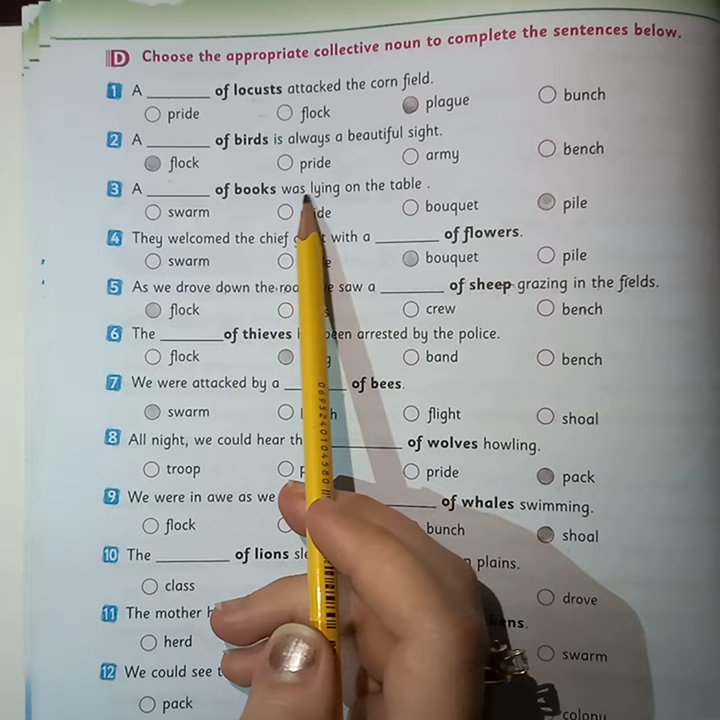 D Choose the appropriate collective noun to complete the sentences below.
1 A ________ of locusts attacked the corn field.
pride flock plague bunch
2 A ________ of birds is always a beautiful sight.
flock pride army bench
3 A ________ of books was lying on the table .
swarm bouquet pile
4 They welcomed the chief with a ________ of flowers.
swarm bouquet pile
5 As we drove down the saw a ________ of sheep grazing in the fields.
flock crew bench
6 The ________ of thieves been arrested by the police.
flock band bench
7 We were attacked by a ________ of bees.
swarm flight shoal
8 All night, we could hear ________ of wolves howling.
troop pride pack
9 We were in awe as we ________ of whales swimming.
flock bunch shoal
10 The ________ of lions plains.
class drove
11 The mother
herd swarm
12 We could see
pack colony
0695240104580